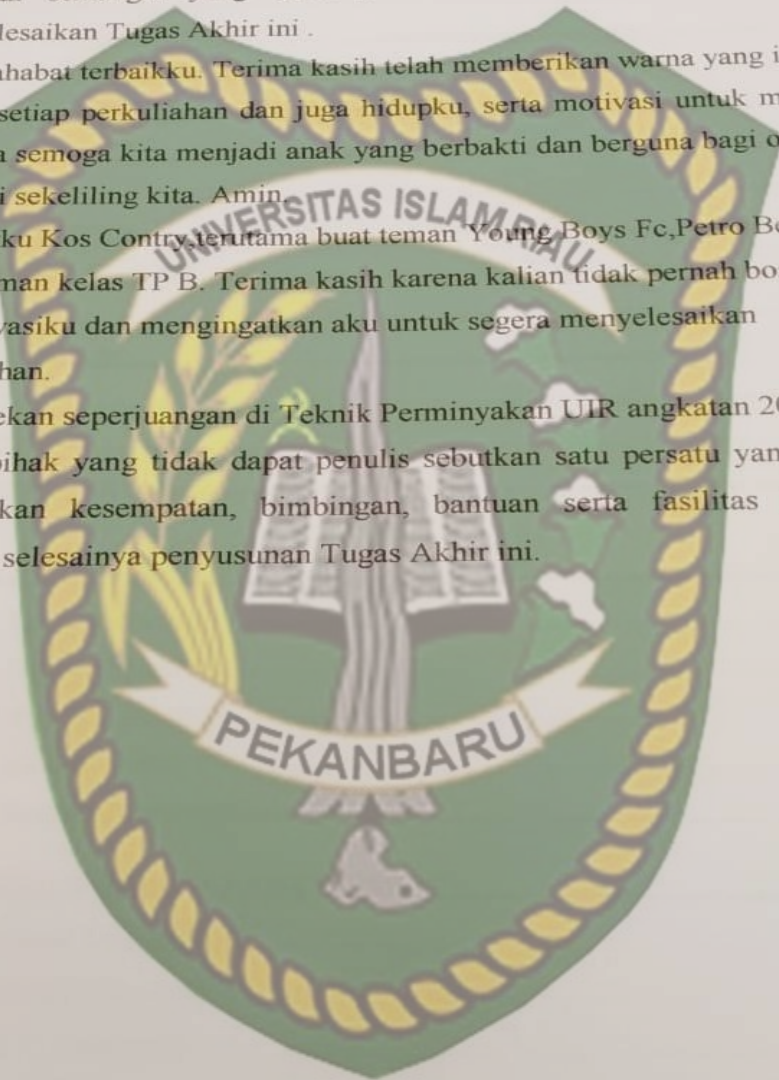 lesaikan Tugas Akhir ini .
ahabat terbaikku. Terima kasih telah memberikan warna yang i
setiap perkuliahan dan juga hidupku, serta motivasi untuk m
a semoga kita menjadi anak yang berbakti dan berguna bagi o
i sekeliling kita. Amin.
UNIVERSITAS ISLAM RIAU
ku Kos Contry,terutama buat teman Young Boys Fc,Petro Be
man kelas TP B. Terima kasih karena kalian tidak pernah bo
vasiku dan mengingatkan aku untuk segera menyelesaikan
han.
ekan seperjuangan di Teknik Perminyakan UIR angkatan 20
pihak yang tidak dapat penulis sebutkan satu persatu yan
kan kesempatan, bimbingan, bantuan serta fasilitas
selesainya penyusunan Tugas Akhir ini.
PEKANBARU